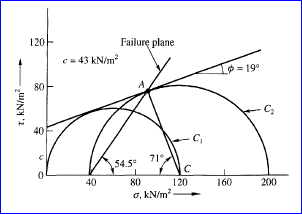 Failure plane
120
c = 43 kN/m²
ϕ = 19°
A
80
τ, kN/m²
C₂
40
C₁
c
54.5°
71°
C
0
40
80
120
160
200
σ, kN/m²